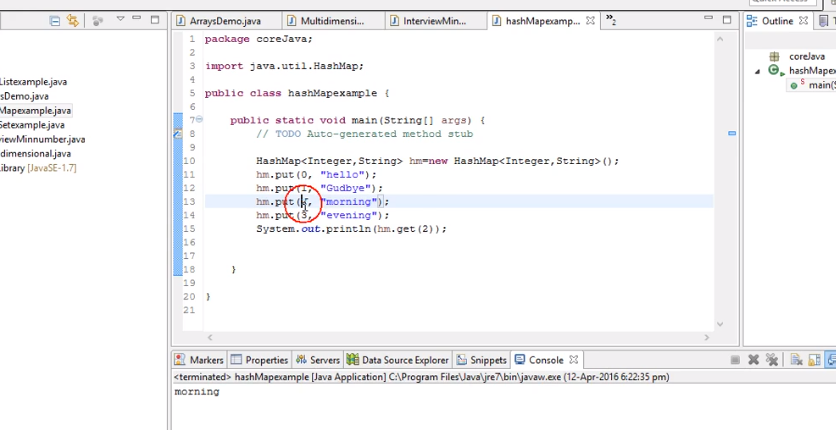 Quick Access
ArraysDemo.java
Multidimensi...
InterviewMin...
hashMapexamp...
2
Outline
coreJava
hashMapex
main(S
Listexample.java
sDemo.java
Mapexample.java
Setexample.java
viewMinnumber.java
dimensional.java
ibrary [JavaSE-1.7]
1 package coreJava;
2
3 import java.util.HashMap;
4
5 public class hashMapexample {
6
7 public static void main(String[] args) {
8 // TODO Auto-generated method stub
9
10 HashMap<Integer,String> hm=new HashMap<Integer,String>();
11 hm.put(0, "hello");
12 hm.put(1, "Gudbye");
13 hm.put( , "morning");
14 hm.put(3, "evening");
15 System.out.println(hm.get(2));
16
17
18 }
19
20 }
21
Markers
Properties
Servers
Data Source Explorer
Snippets
Console
<terminated> hashMapexample [Java Application] C:\Program Files\Java\jre7\bin\javaw.exe (12-Apr-2016 6:22:35 pm)
morning